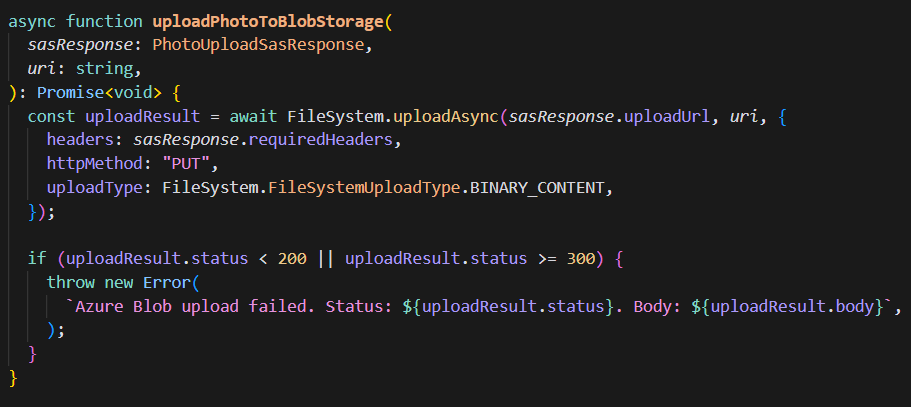 async function uploadPhotoToBlobStorage(
  sasResponse: PhotoUploadSasResponse,
  uri: string,
): Promise<void> {
  const uploadResult = await FileSystem.uploadAsync(sasResponse.uploadUrl, uri, {
    headers: sasResponse.requiredHeaders,
    httpMethod: "PUT",
    uploadType: FileSystem.FileSystemUploadType.BINARY_CONTENT,
  });

  if (uploadResult.status < 200 || uploadResult.status >= 300) {
    throw new Error(
      `Azure Blob upload failed. Status: ${uploadResult.status}. Body: ${uploadResult.body}`,
    );
  }
}